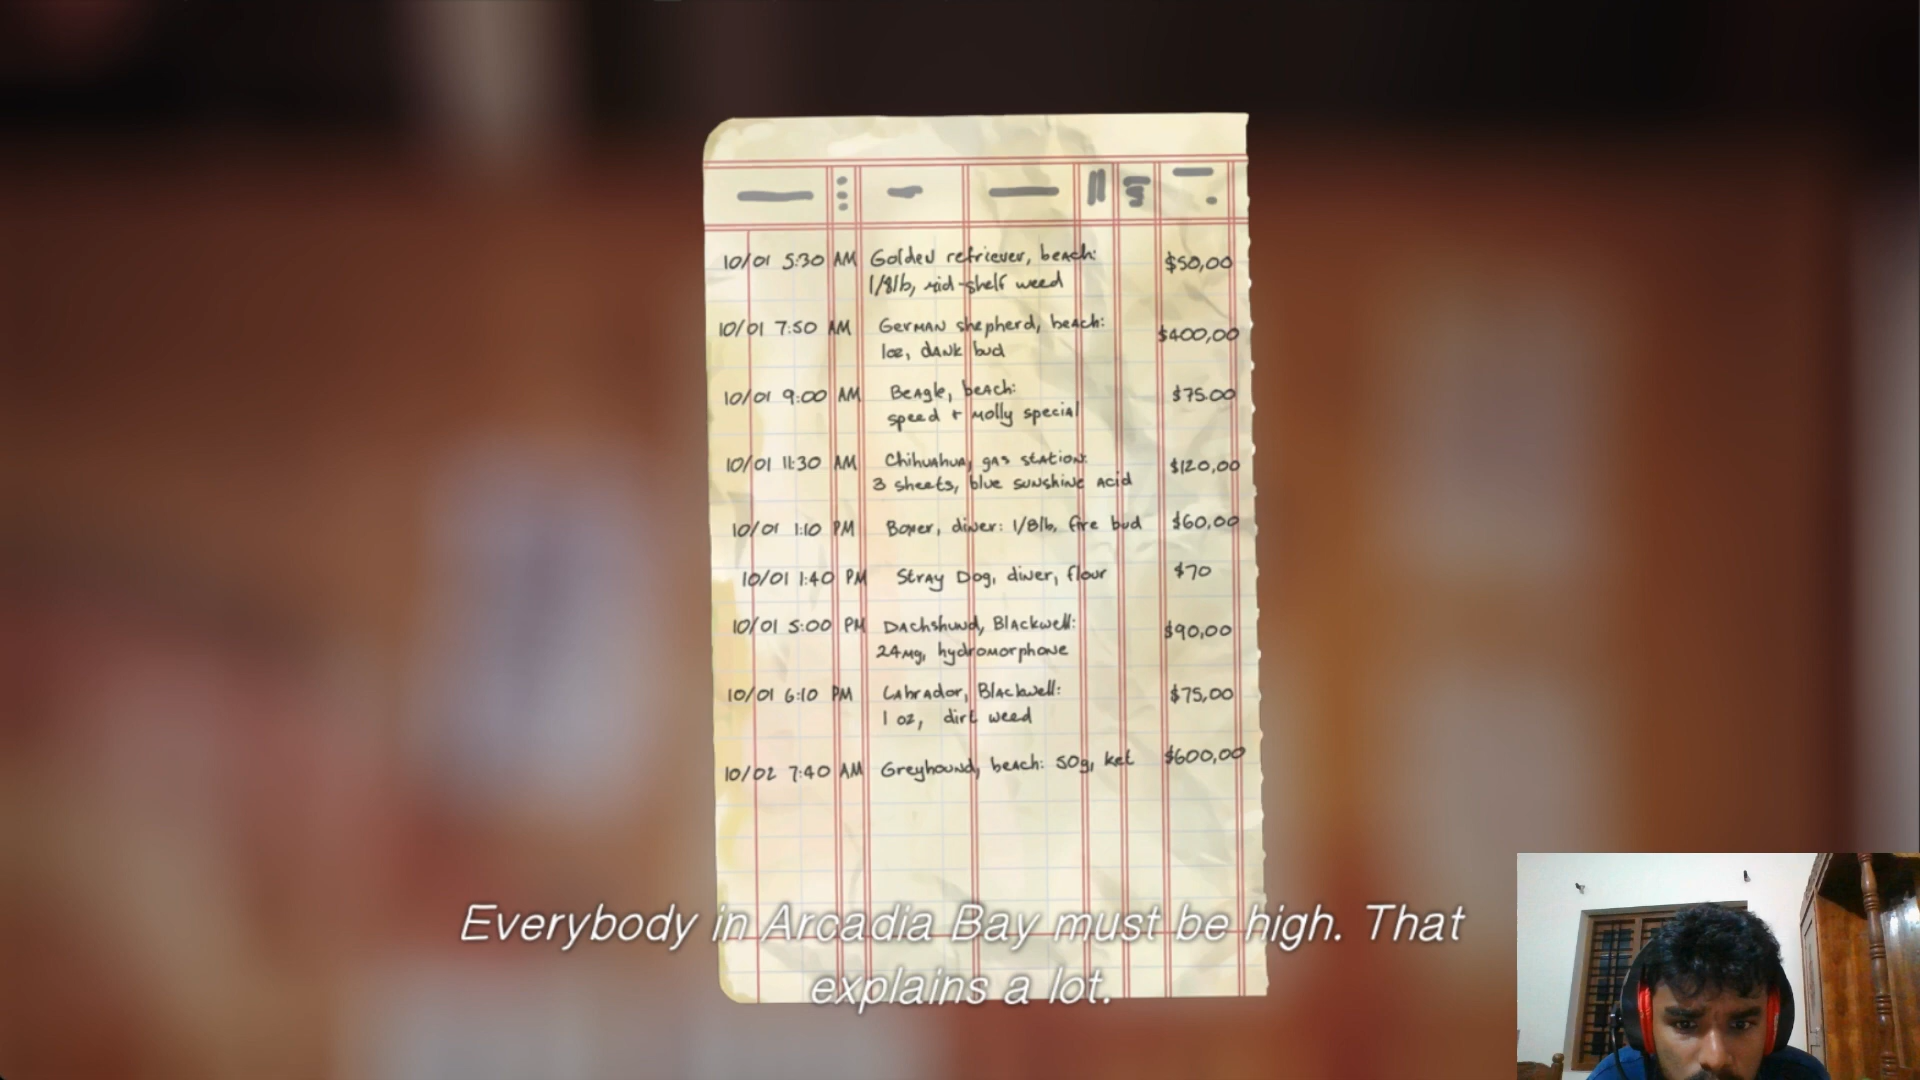 10/01 5:30 AM Golden retriever, beach: $50,00
1/8lb, mid-shelf weed
10/01 7:50 AM German shepherd, beach: $400,00
1oz, dank bud
10/01 9:00 AM Beagle, beach: $75.00
speed + Molly special
10/01 11:30 AM Chihuahua, gas station: $120,00
3 sheets, blue sunshine acid
10/01 1:10 PM Boxer, diner: 1/8lb, fire bud $60,00
10/01 1:40 PM Stray Dog, diner, flour $70
10/01 5:00 PM Dachshund, Blackwell: $90,00
24mg, hydromorphone
10/01 6:10 PM Labrador, Blackwell: $75,00
1 oz, dirt weed
10/02 7:40 AM Greyhound, beach: 50g, ket $600,00
Everybody in Arcadia Bay must be high. That
explains a lot.